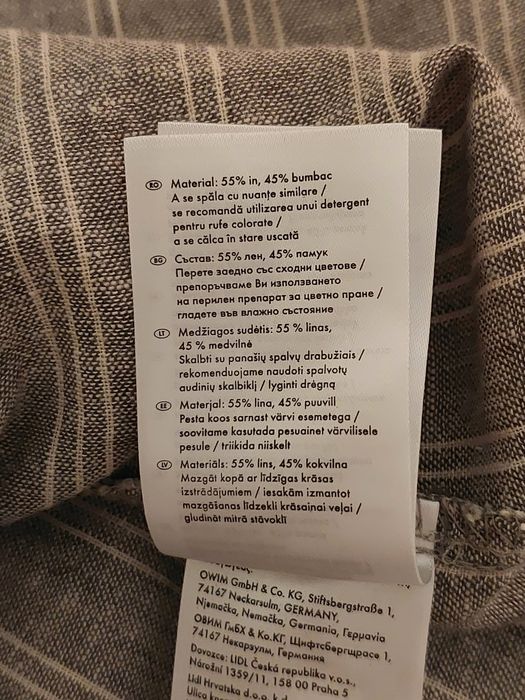 RO Material: 55% in, 45% bumbac
A se spăla cu nuanțe similare /
se recomandă utilizarea unui detergent
pentru rufe colorate /
a se călca în stare uscată
BG Състав: 55% лен, 45% памук
Перете заедно със сходни цветове /
препоръчваме Ви използването
на перилен препарат за цветно пране /
гладете във влажно състояние
LT Medžiagos sudėtis: 55 % linas,
45 % medvilnė
Skalbti su panašių spalvų drabužiais /
rekomenduojame naudoti spalvotų
audinių skalbiklį / lyginti drėgną
EE Materjal: 55% lina, 45% puuvill
Pesta koos sarnast värvi esemetega /
soovitame kasutada pesuainet värvilisele
pesule / triikida niiskelt
LV Materiāls: 55% lins, 45% kokvilna
Mazgāt kopā ar līdzīgas krāsas
izstrādājumiem / iesakām izmantot
mazgāšanas līdzekli krāsainai veļai /
gludināt mitrā stāvoklī
OWIM GmbH & Co. KG, Stiftsbergstraße 1,
74167 Neckarsulm, GERMANY,
Njemačka, Nemačka, Germania, Германия
ОВИМ ГмбХ & Ко.КГ, Щифтсбергщрасе 1,
74167 Некарзулм, Германия
Dovozce: LIDL Česká republika v.o.s.,
Nárožní 1359/11, 158 00 Praha 5
Lidl Hrvatska d.o.o. k.d.
Ulica